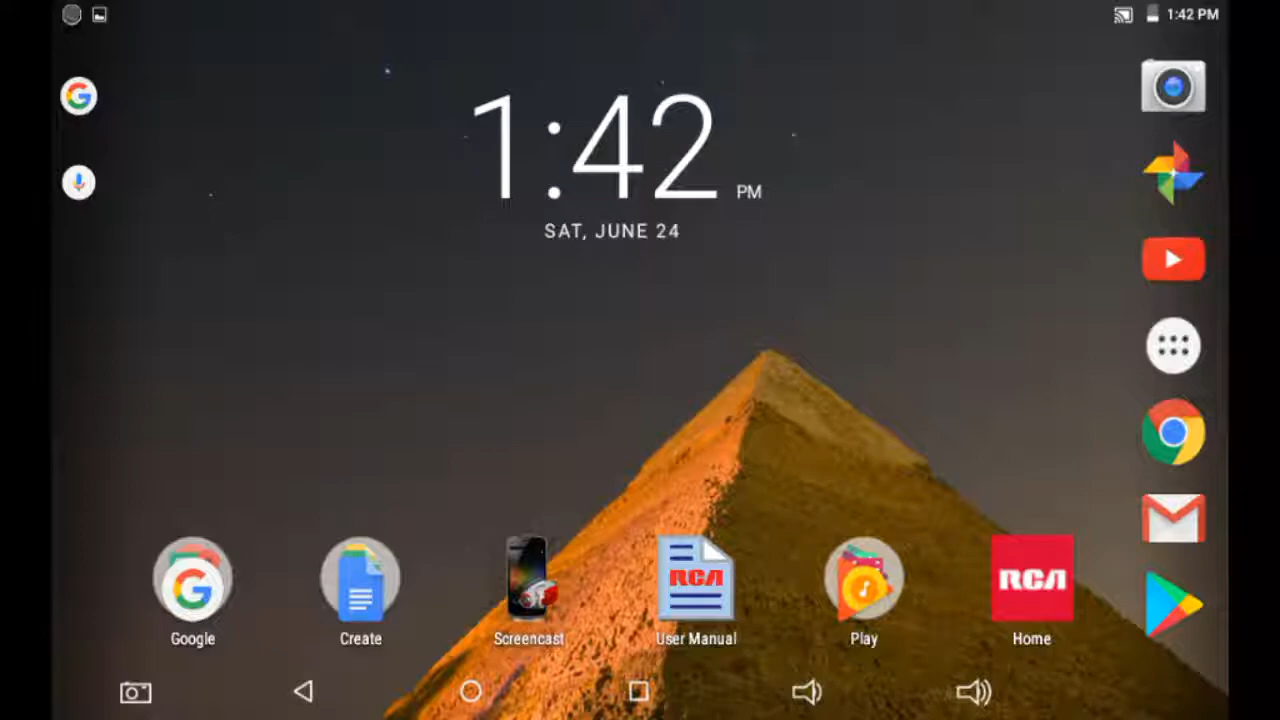 1:42 PM
1:42 PM
SAT, JUNE 24
RCA
RCA
Google
Create
Screencast
User Manual
Play
Home